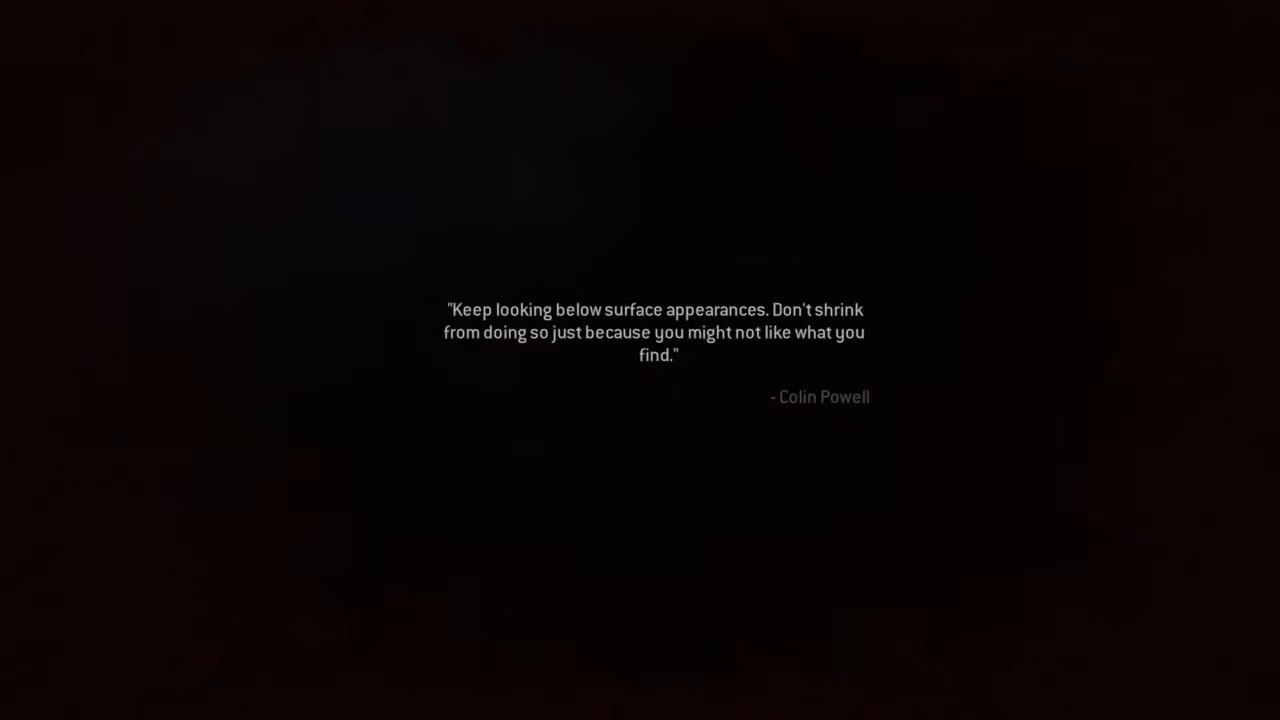 "Keep looking below surface appearances. Don't shrink
from doing so just because you might not like what you
find."
- Colin Powell